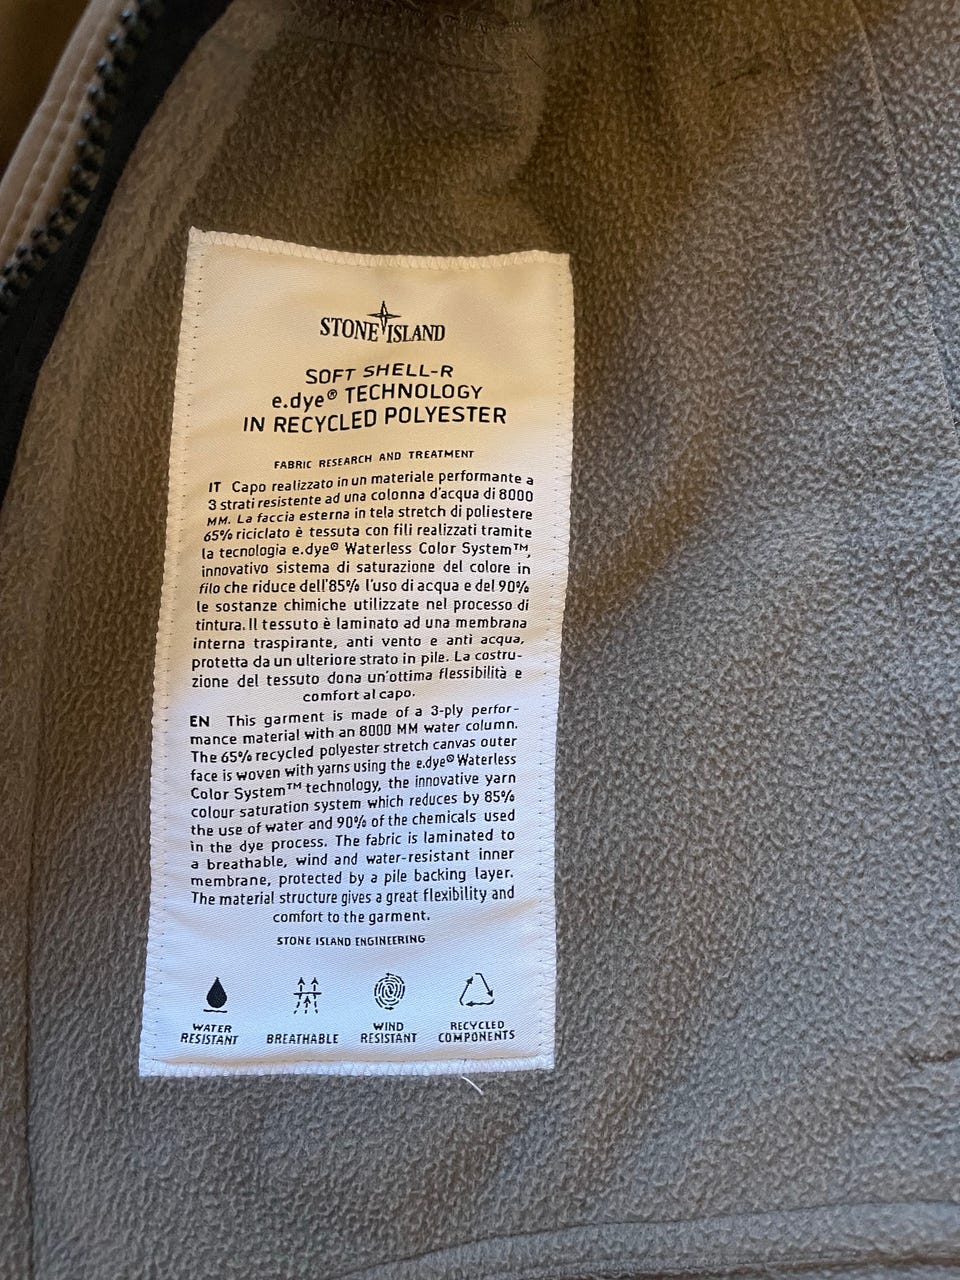 STONE ISLAND
SOFT SHELL-R
e.dye® TECHNOLOGY
IN RECYCLED POLYESTER
FABRIC RESEARCH AND TREATMENT
IT Capo realizzato in un materiale performante a
3 strati resistente ad una colonna d'acqua di 8000
MM. La faccia esterna in tela stretch di poliestere
65% riciclato è tessuta con fili realizzati tramite
la tecnologia e.dye® Waterless Color System™,
innovativo sistema di saturazione del colore in
filo che riduce dell'85% l'uso di acqua e del 90%
le sostanze chimiche utilizzate nel processo di
tintura. Il tessuto è laminato ad una membrana
interna traspirante, anti vento e anti acqua,
protetta da un ulteriore strato in pile. La costru-
zione del tessuto dona un'ottima flessibilità e
comfort al capo.
EN This garment is made of a 3-ply perfor-
mance material with an 8000 MM water column.
The 65% recycled polyester stretch canvas outer
face is woven with yarns using the e.dye® Waterless
Color System™ technology, the innovative yarn
colour saturation system which reduces by 85%
the use of water and 90% of the chemicals used
in the dye process. The fabric is laminated to
a breathable, wind and water-resistant inner
membrane, protected by a pile backing layer.
The material structure gives a great flexibility and
comfort to the garment.
STONE ISLAND ENGINEERING
WATER
RESISTANT
BREATHABLE
WIND
RESISTANT
RECYCLED
COMPONENTS